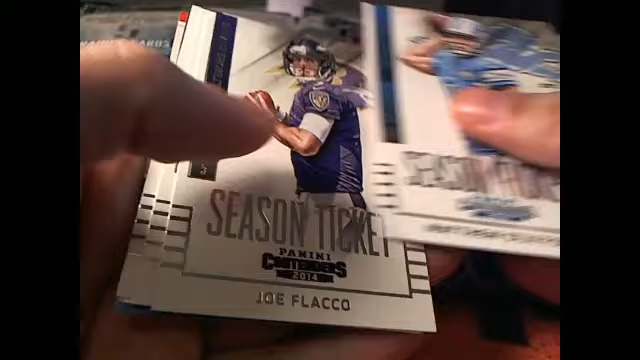 SEASON TICKET
PANINI
CONTENDERS
2014
JOE FLACCO
SEASON TICKET